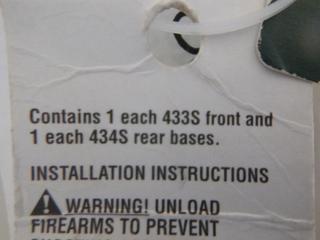 Contains 1 each 433S front and
1 each 434S rear bases.
INSTALLATION INSTRUCTIONS
WARNING! UNLOAD
FIREARMS TO PREVENT